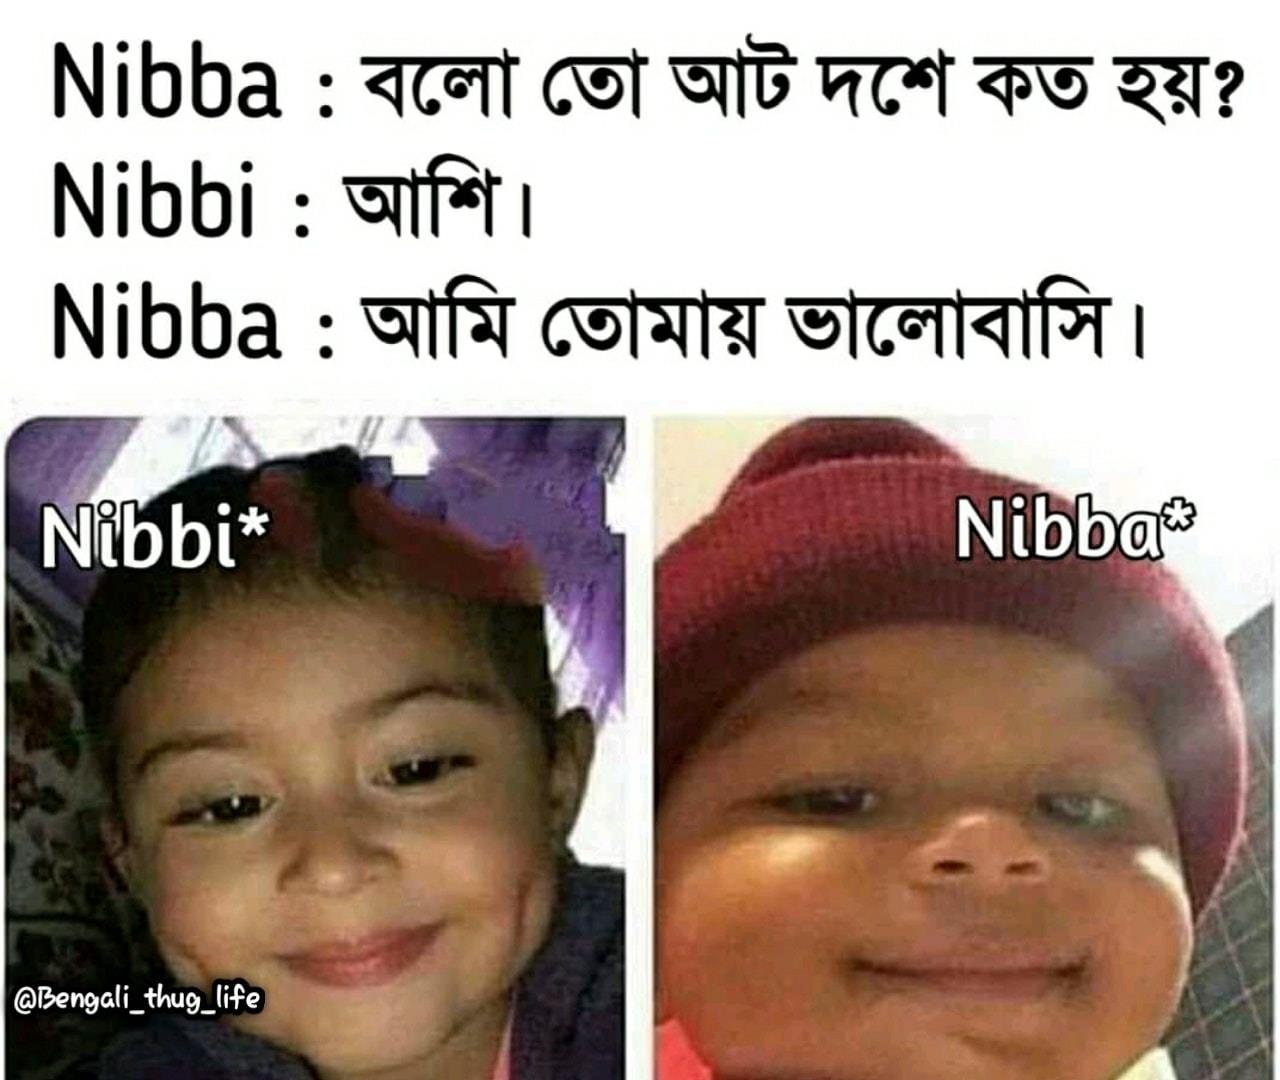 Nibba : বলো তো আট দশে কত হয়?
Nibbi : আশি।
Nibba : আমি তোমায় ভালোবাসি।
Nibbi*
Nibba*
@Bengali_thug_life